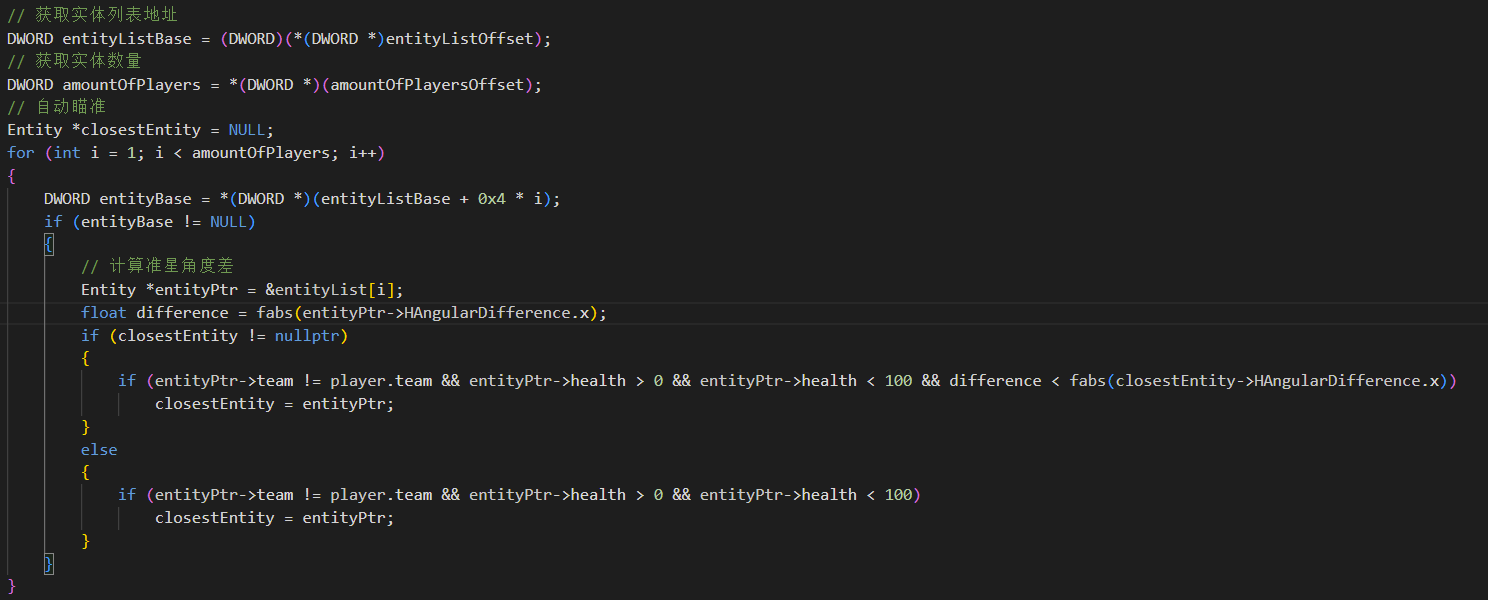 // 获取实体列表地址
DWORD entityListBase = (DWORD)(*(DWORD *)entityListOffset);
// 获取实体数量
DWORD amountOfPlayers = *(DWORD *)(amountOfPlayersOffset);
// 自动瞄准
Entity *closestEntity = NULL;
for (int i = 1; i < amountOfPlayers; i++)
{
    DWORD entityBase = *(DWORD *)(entityListBase + 0x4 * i);
    if (entityBase != NULL)
    {
        // 计算准星角度差
        Entity *entityPtr = &entityList[i];
        float difference = fabs(entityPtr->HAngularDifference.x);
        if (closestEntity != nullptr)
        {
            if (entityPtr->team != player.team && entityPtr->health > 0 && entityPtr->health < 100 && difference < fabs(closestEntity->HAngularDifference.x))
                closestEntity = entityPtr;
        }
        else
        {
            if (entityPtr->team != player.team && entityPtr->health > 0 && entityPtr->health < 100)
                closestEntity = entityPtr;
        }
    }
}